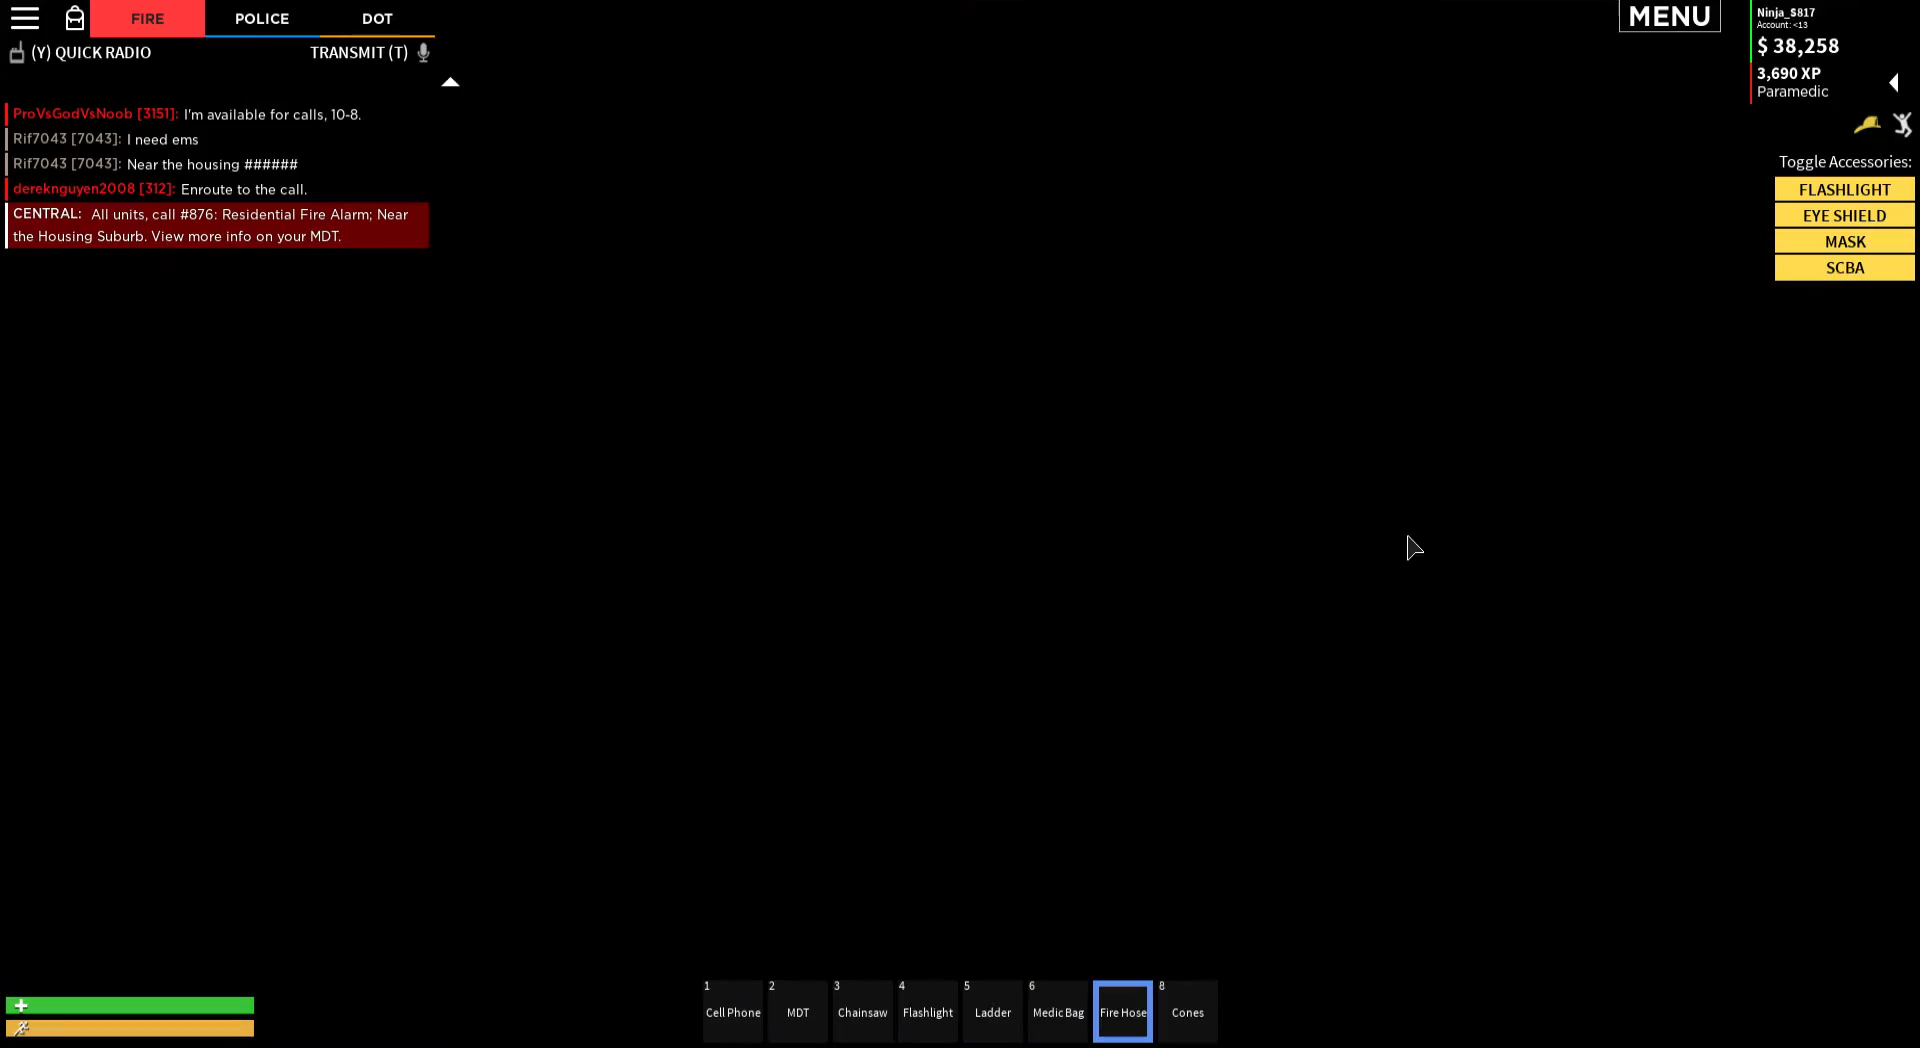 FIRE POLICE DOT MENU
(Y) QUICK RADIO TRANSMIT (T)
ProVsGodVsNoob [3151]: I'm available for calls, 10-8.
Rif7043 [7043]: I need ems
Rif7043 [7043]: Near the housing ######
dereknguyen2008 [312]: Enroute to the call.
CENTRAL: All units, call #876: Residential Fire Alarm; Near
the Housing Suburb. View more info on your MDT.
Ninja_S817
Account: <13
$ 38,258
3,690 XP
Paramedic
Toggle Accessories:
FLASHLIGHT
EYE SHIELD
MASK
SCBA
1 2 3 4 5 6 8
Cell Phone MDT Chainsaw Flashlight Ladder Medic Bag Fire Hose Cones